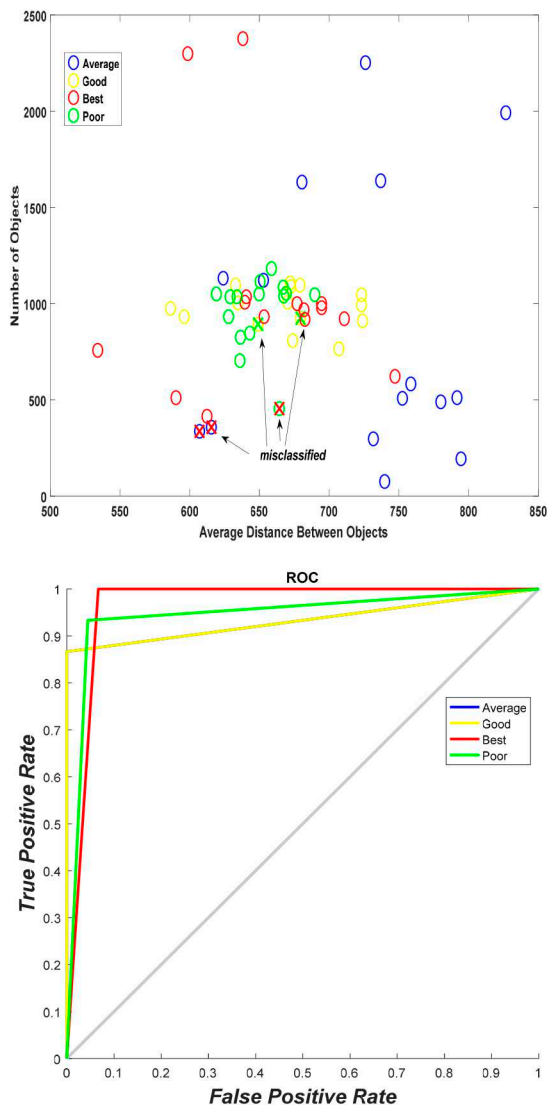 2500
2000
1500
1000
500
0
Number of Objects
Average
Good
Best
Poor
misclassified
500 550 600 650 700 750 800 850
Average Distance Between Objects
ROC
1
0.9
0.8
0.7
0.6
0.5
0.4
0.3
0.2
0.1
0
True Positive Rate
Average
Good
Best
Poor
0 0.1 0.2 0.3 0.4 0.5 0.6 0.7 0.8 0.9 1
False Positive Rate